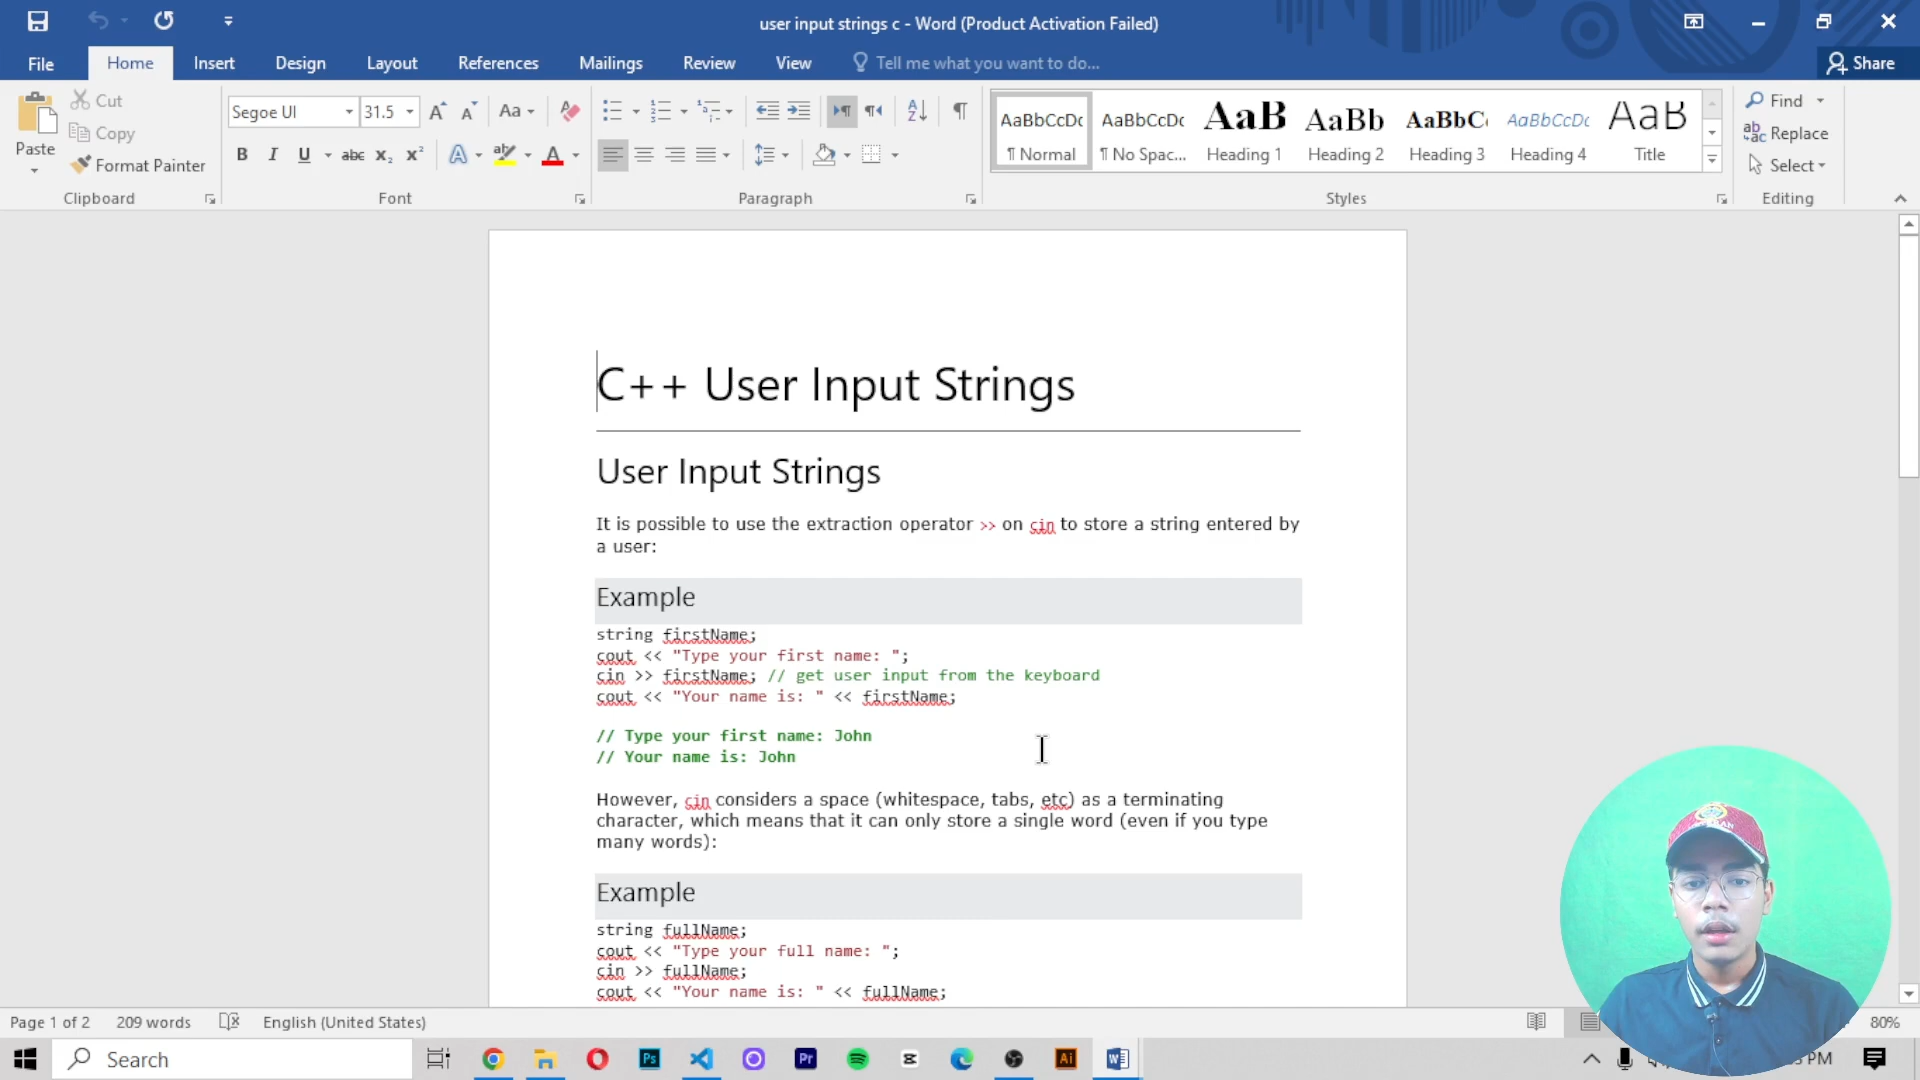 user input strings c - Word (Product Activation Failed)
File Home Insert Design Layout References Mailings Review View Tell me what you want to do... Share
Paste
Cut
Copy
Format Painter
Clipboard
Segoe UI 31.5
Font
Paragraph
AaBbCcDc AaBbCcDc AaB AaBb AaBbC AaBbCcDc AaB
¶ Normal ¶ No Spac... Heading 1 Heading 2 Heading 3 Heading 4 Title
Styles
Find
Replace
Select
Editing
C++ User Input Strings
User Input Strings
It is possible to use the extraction operator >> on cin to store a string entered by
a user:
Example
string firstName;
cout << "Type your first name: ";
cin >> firstName; // get user input from the keyboard
cout << "Your name is: " << firstName;
// Type your first name: John
// Your name is: John
However, cin considers a space (whitespace, tabs, etc) as a terminating
character, which means that it can only store a single word (even if you type
many words):
Example
string fullName;
cout << "Type your full name: ";
cin >> fullName;
cout << "Your name is: " << fullName;
Page 1 of 2 209 words English (United States) 80%
Search
PM